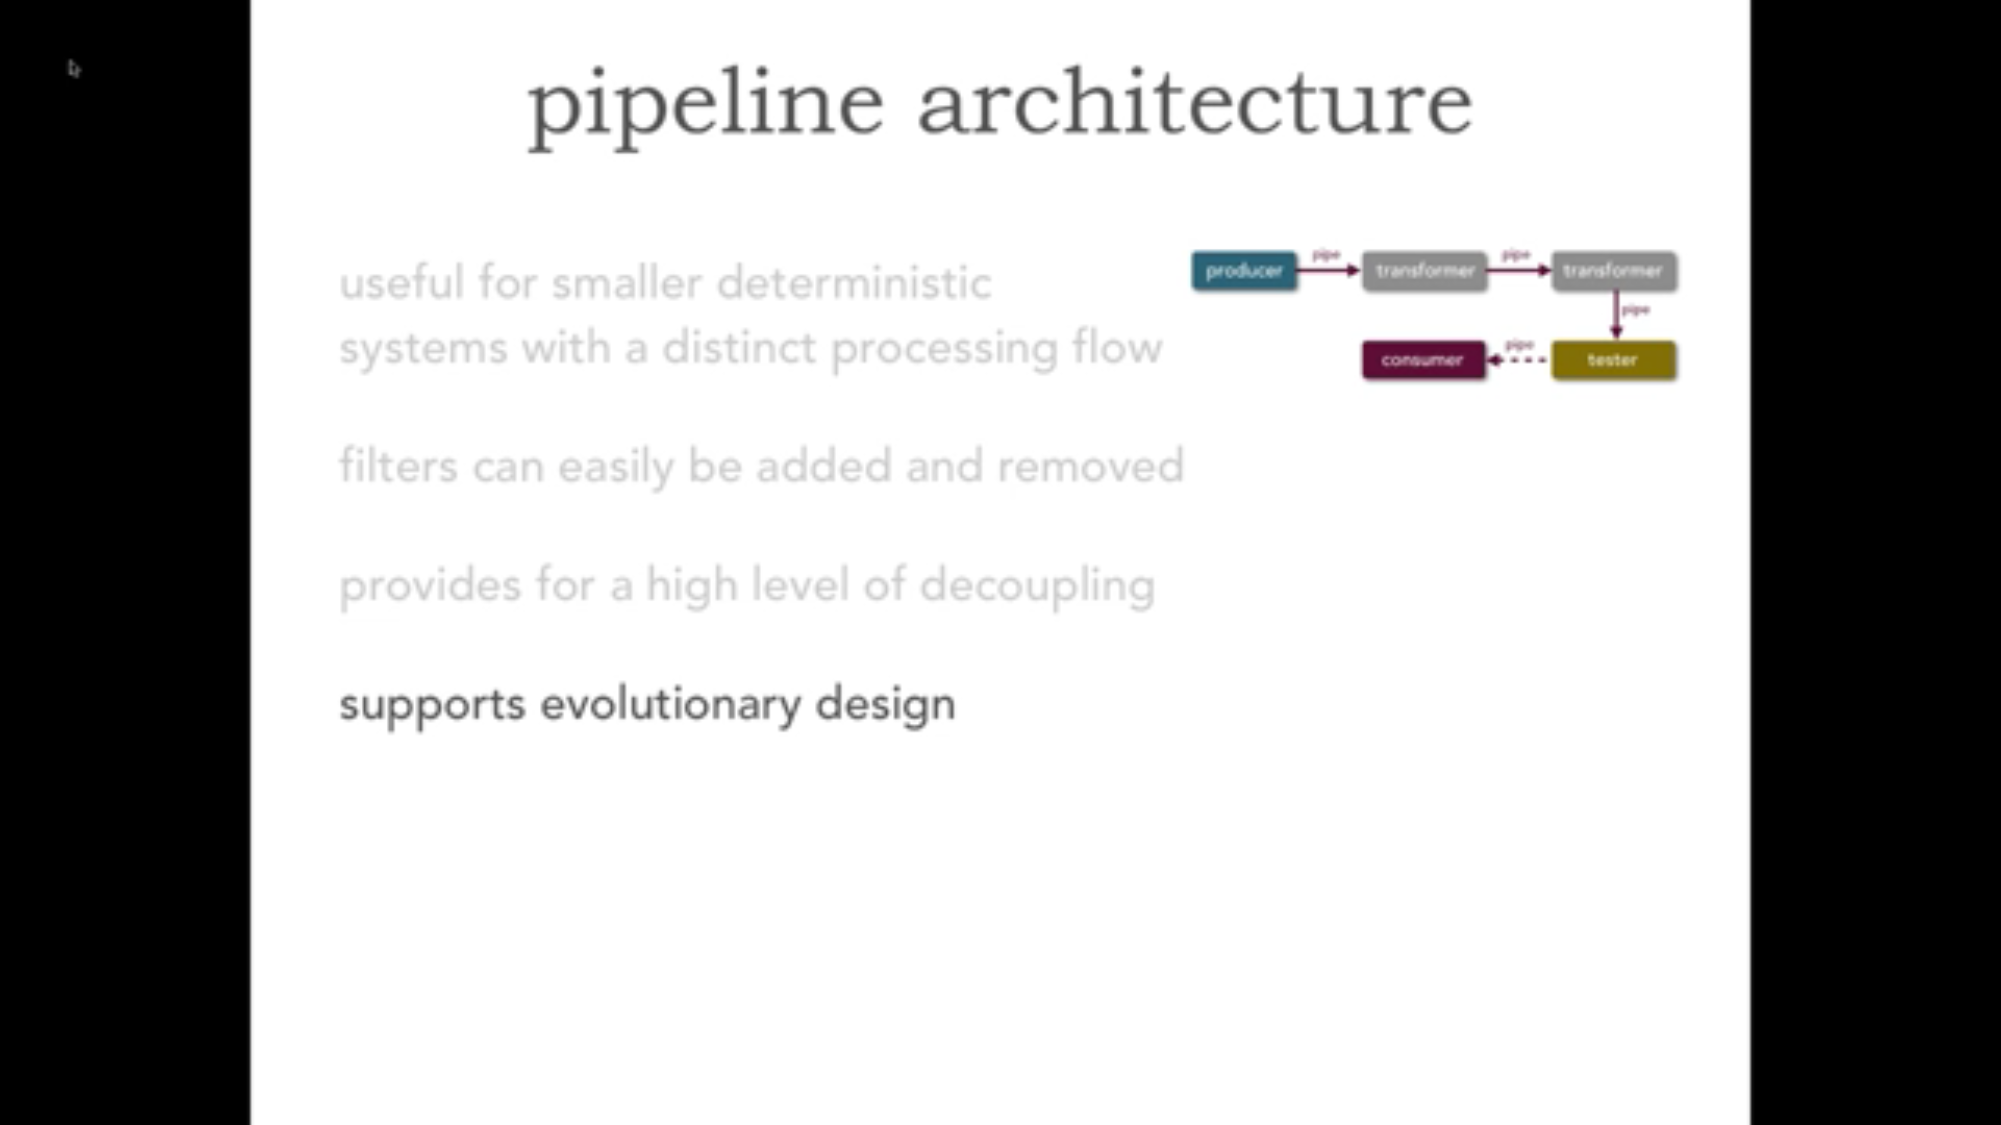 pipeline architecture
useful for smaller deterministic
systems with a distinct processing flow
producer pipe transformer pipe transformer
pipe
consumer pipe tester
filters can easily be added and removed
provides for a high level of decoupling
supports evolutionary design